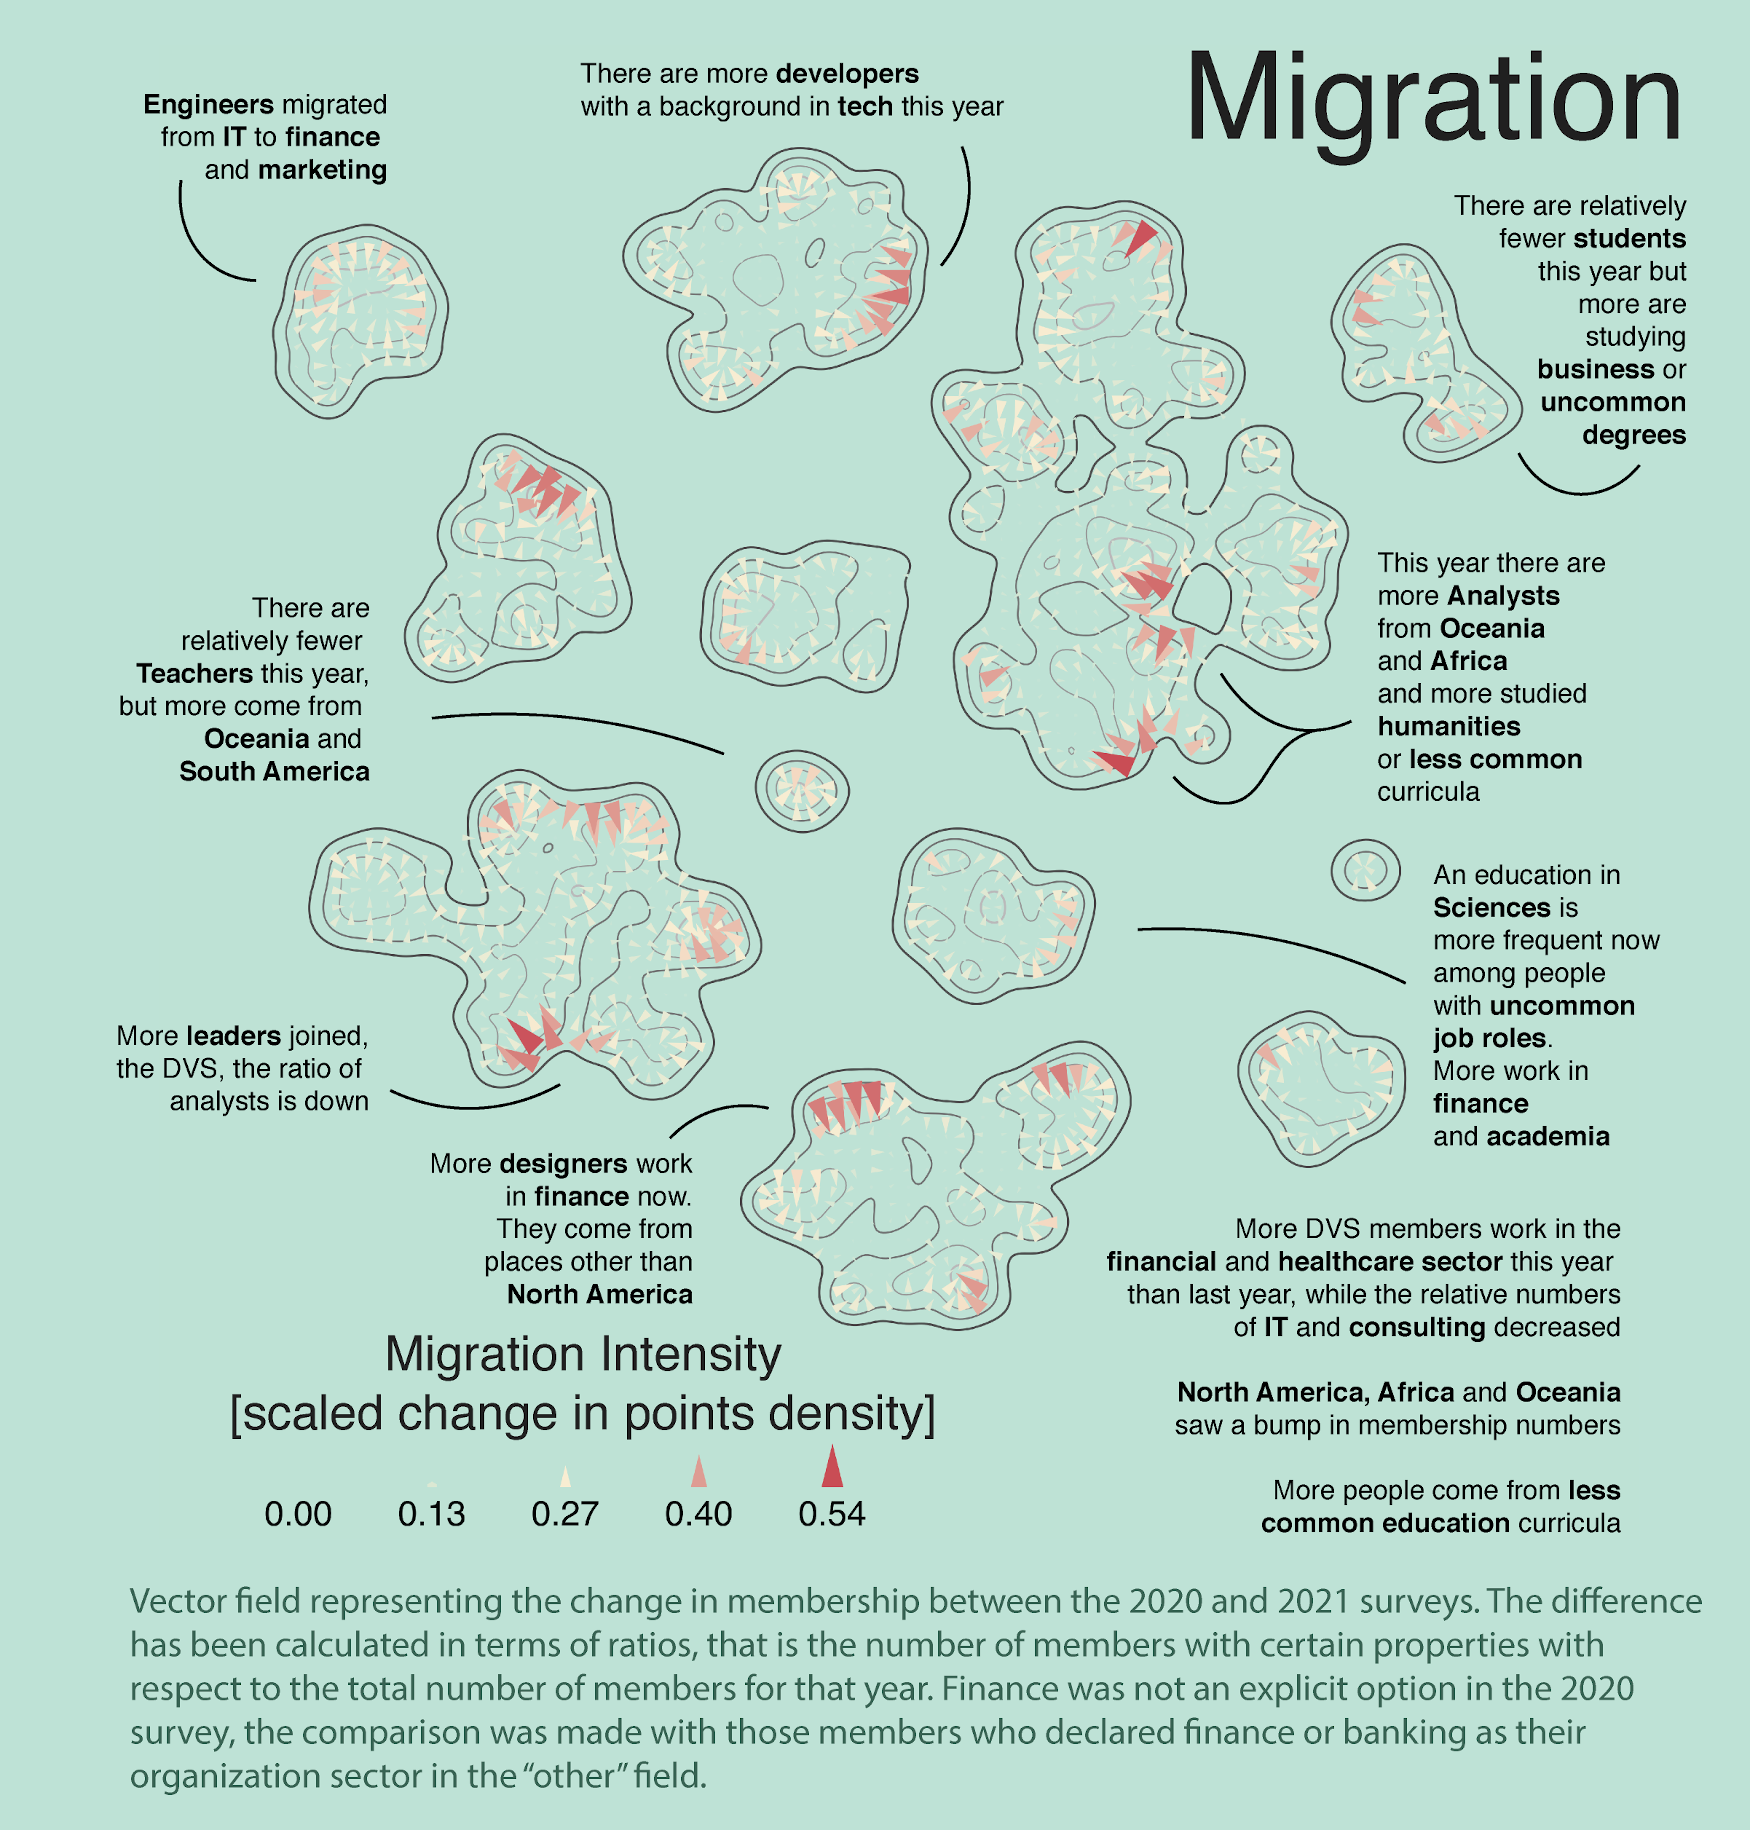 Migration
Engineers migrated
from IT to finance
and marketing
There are more developers
with a background in tech this year
There are relatively
fewer students
this year but
more are
studying
business or
uncommon
degrees
There are
relatively fewer
Teachers this year,
but more come from
Oceania and
South America
This year there are
more Analysts
from Oceania
and Africa
and more studied
humanities
or less common
curricula
An education in
Sciences is
more frequent now
among people
with uncommon
job roles.
More work in
finance
and academia
More leaders joined,
the DVS, the ratio of
analysts is down
More designers work
in finance now.
They come from
places other than
North America
More DVS members work in the
financial and healthcare sector this year
than last year, while the relative numbers
of IT and consulting decreased
North America, Africa and Oceania
saw a bump in membership numbers
More people come from less
common education curricula
Migration Intensity
[scaled change in points density]
0.00 0.13 0.27 0.40 0.54
Vector field representing the change in membership between the 2020 and 2021 surveys. The difference
has been calculated in terms of ratios, that is the number of members with certain properties with
respect to the total number of members for that year. Finance was not an explicit option in the 2020
survey, the comparison was made with those members who declared finance or banking as their
organization sector in the “other” field.